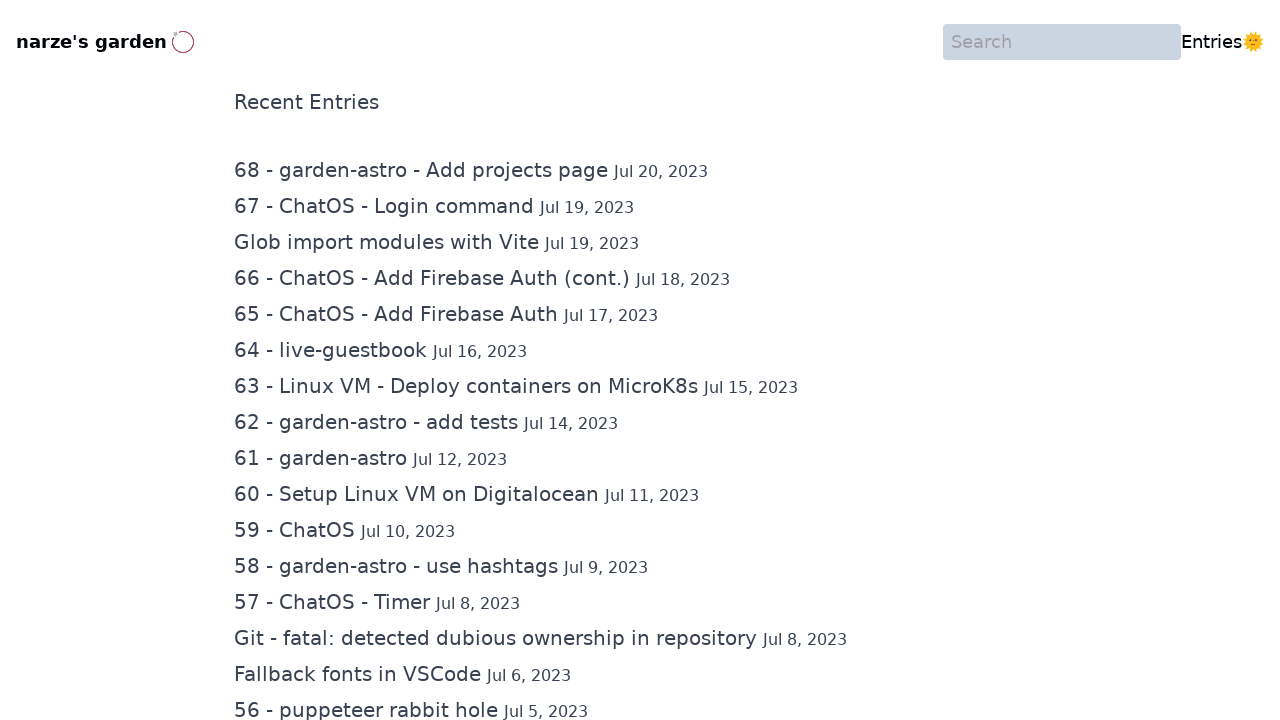 narze's garden
Search
Entries🌞
Recent Entries
68 - garden-astro - Add projects page Jul 20, 2023
67 - ChatOS - Login command Jul 19, 2023
Glob import modules with Vite Jul 19, 2023
66 - ChatOS - Add Firebase Auth (cont.) Jul 18, 2023
65 - ChatOS - Add Firebase Auth Jul 17, 2023
64 - live-guestbook Jul 16, 2023
63 - Linux VM - Deploy containers on MicroK8s Jul 15, 2023
62 - garden-astro - add tests Jul 14, 2023
61 - garden-astro Jul 12, 2023
60 - Setup Linux VM on Digitalocean Jul 11, 2023
59 - ChatOS Jul 10, 2023
58 - garden-astro - use hashtags Jul 9, 2023
57 - ChatOS - Timer Jul 8, 2023
Git - fatal: detected dubious ownership in repository Jul 8, 2023
Fallback fonts in VSCode Jul 6, 2023
56 - puppeteer rabbit hole Jul 5, 2023